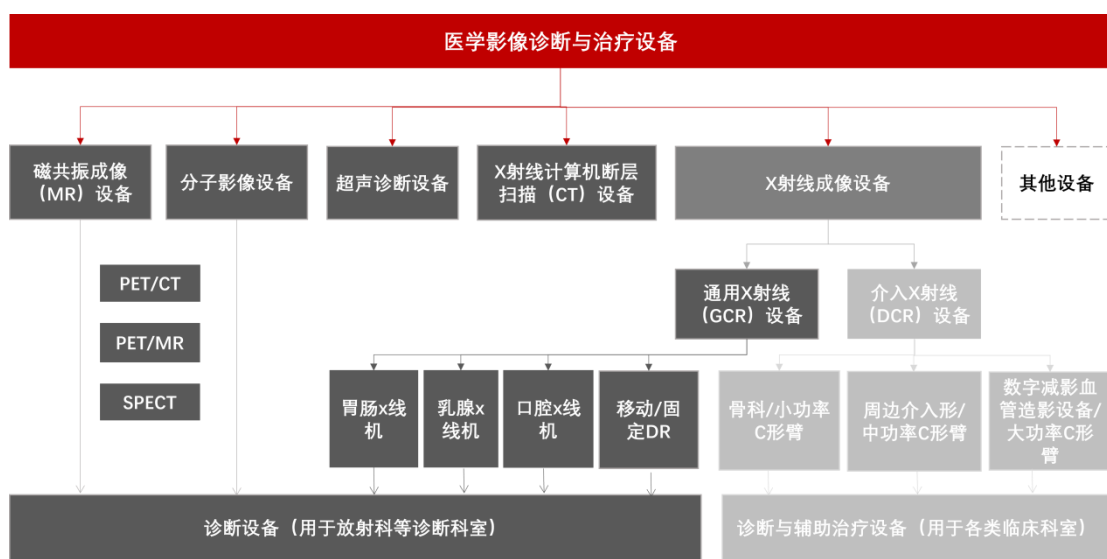 医学影像诊断与治疗设备
磁共振成像
（MR）设备
分子影像设备
超声诊断设备
X射线计算机断层
扫描（CT）设备
X射线成像设备
其他设备
PET/CT
PET/MR
SPECT
通用X射线
（GCR）设备
介入X射线
（DCR）设备
胃肠x线
机
乳腺x
线机
口腔x线
机
移动/固
定DR
骨科/小功率
C形臂
周边介入形/
中功率C形臂
数字减影血
管造影设备/
大功率C形
臂
诊断设备（用于放射科等诊断科室）
诊断与辅助治疗设备（用于各类临床科室）